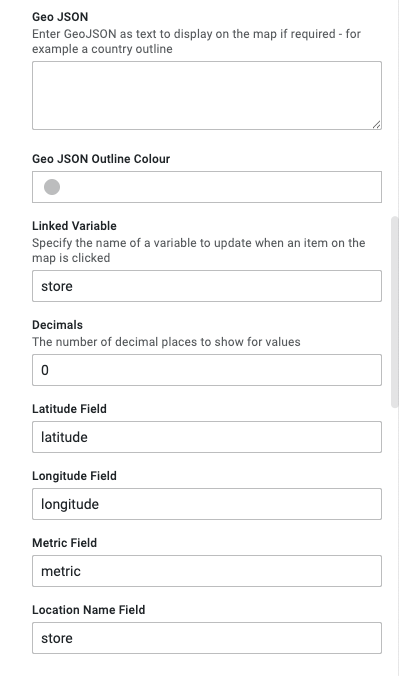 Geo JSON
Enter GeoJSON as text to display on the map if required - for
example a country outline
Geo JSON Outline Colour
Linked Variable
Specify the name of a variable to update when an item on the
map is clicked
store
Decimals
The number of decimal places to show for values
0
Latitude Field
latitude
Longitude Field
longitude
Metric Field
metric
Location Name Field
store